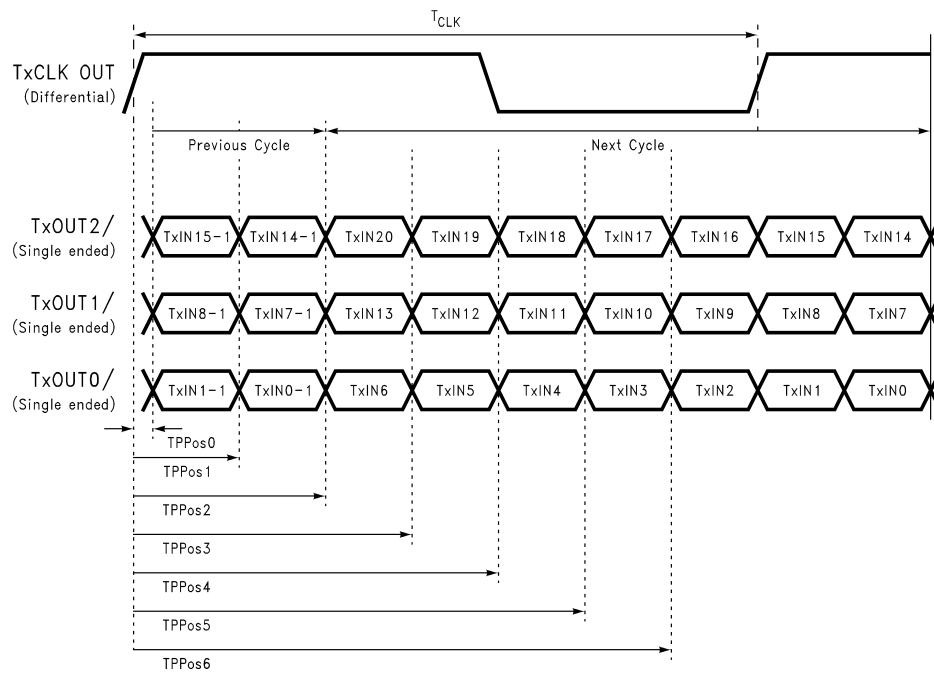 TCLK
TxCLK OUT
(Differential)
Previous Cycle
Next Cycle
TxOUT2/
(Single ended)
TxIN15-1 TxIN14-1 TxIN20 TxIN19 TxIN18 TxIN17 TxIN16 TxIN15 TxIN14
TxOUT1/
(Single ended)
TxIN8-1 TxIN7-1 TxIN13 TxIN12 TxIN11 TxIN10 TxIN9 TxIN8 TxIN7
TxOUT0/
(Single ended)
TxIN1-1 TxIN0-1 TxIN6 TxIN5 TxIN4 TxIN3 TxIN2 TxIN1 TxIN0
TPPos0
TPPos1
TPPos2
TPPos3
TPPos4
TPPos5
TPPos6